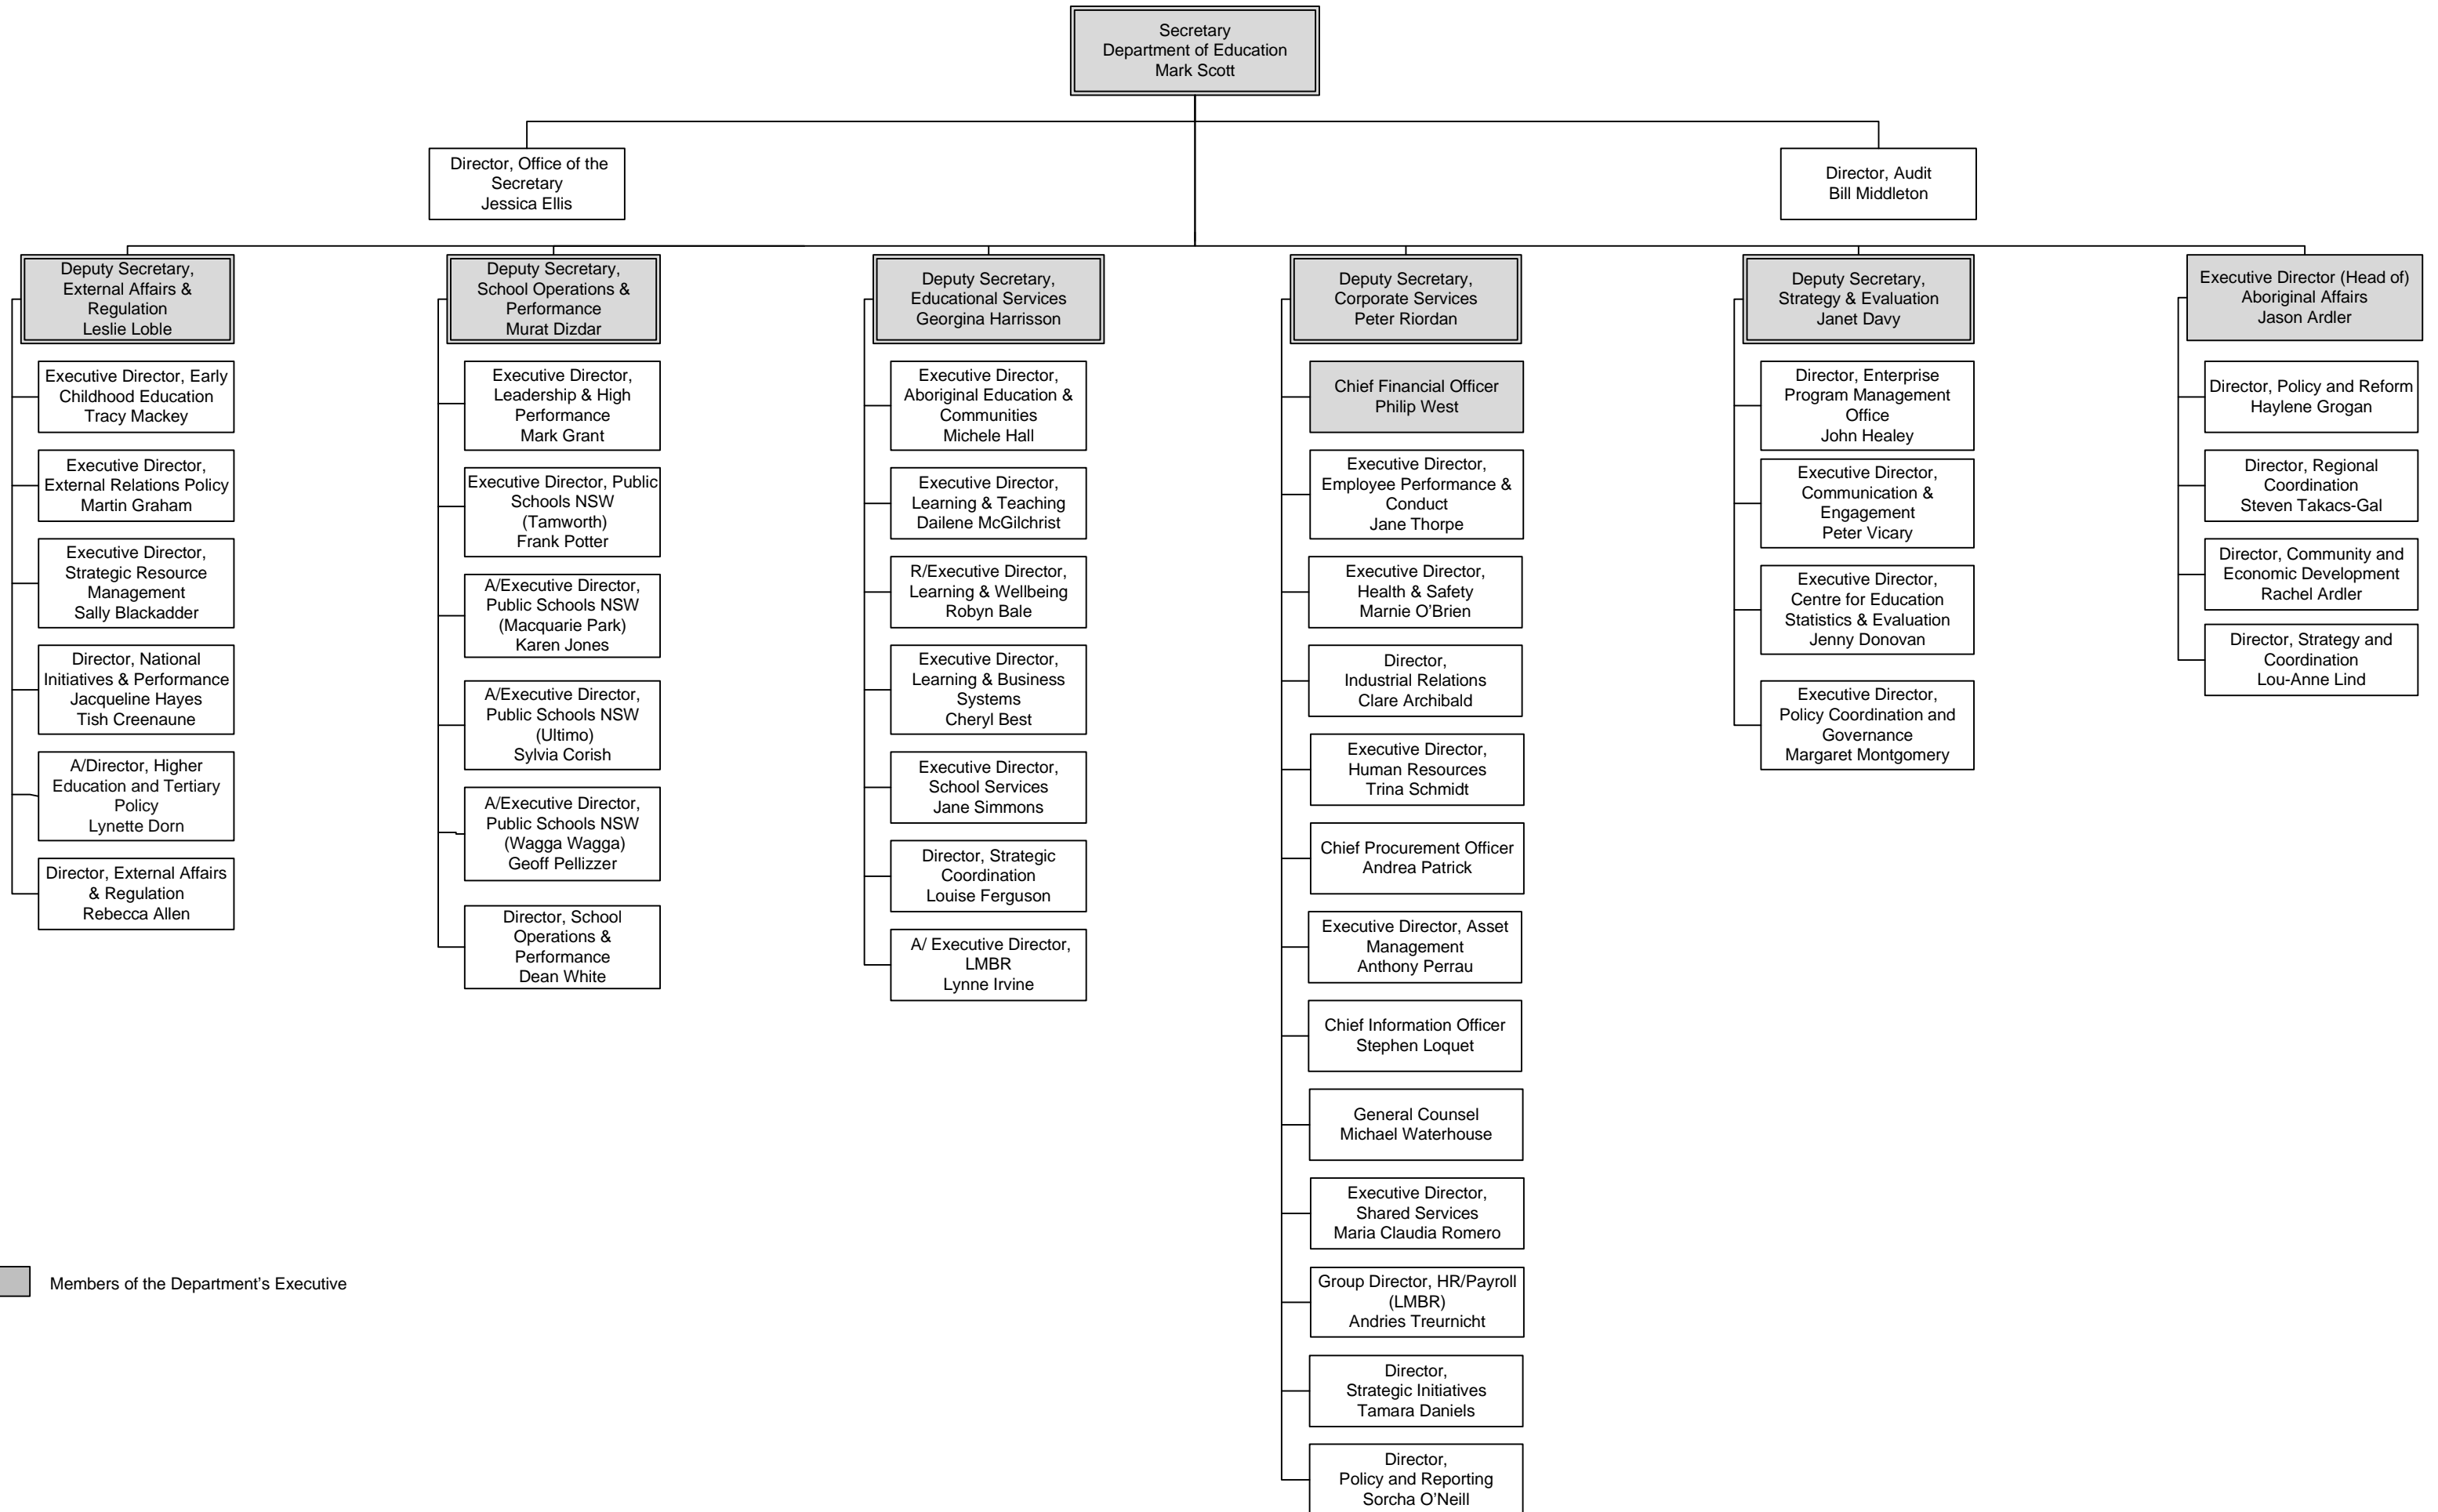 Secretary
Department of Education
Mark Scott
Director, Office of the
Secretary
Jessica Ellis
Director, Audit
Bill Middleton
Deputy Secretary,
External Affairs &
Regulation
Leslie Loble
Executive Director, Early
Childhood Education
Tracy Mackey
Executive Director,
External Relations Policy
Martin Graham
Executive Director,
Strategic Resource
Management
Sally Blackadder
Director, National
Initiatives & Performance
Jacqueline Hayes
Tish Creenaune
A/Director, Higher
Education and Tertiary
Policy
Lynette Dorn
Director, External Affairs
& Regulation
Rebecca Allen
Deputy Secretary,
School Operations &
Performance
Murat Dizdar
Executive Director,
Leadership & High
Performance
Mark Grant
Executive Director, Public
Schools NSW
(Tamworth)
Frank Potter
A/Executive Director,
Public Schools NSW
(Macquarie Park)
Karen Jones
A/Executive Director,
Public Schools NSW
(Ultimo)
Sylvia Corish
A/Executive Director,
Public Schools NSW
(Wagga Wagga)
Geoff Pellizzer
Director, School
Operations &
Performance
Dean White
Deputy Secretary,
Educational Services
Georgina Harrisson
Executive Director,
Aboriginal Education &
Communities
Michele Hall
Executive Director,
Learning & Teaching
Dailene McGilchrist
R/Executive Director,
Learning & Wellbeing
Robyn Bale
Executive Director,
Learning & Business
Systems
Cheryl Best
Executive Director,
School Services
Jane Simmons
Director, Strategic
Coordination
Louise Ferguson
A/ Executive Director,
LMBR
Lynne Irvine
Deputy Secretary,
Corporate Services
Peter Riordan
Chief Financial Officer
Philip West
Executive Director,
Employee Performance &
Conduct
Jane Thorpe
Executive Director,
Health & Safety
Marnie O’Brien
Director,
Industrial Relations
Clare Archibald
Executive Director,
Human Resources
Trina Schmidt
Chief Procurement Officer
Andrea Patrick
Executive Director, Asset
Management
Anthony Perrau
Chief Information Officer
Stephen Loquet
General Counsel
Michael Waterhouse
Executive Director,
Shared Services
Maria Claudia Romero
Group Director, HR/Payroll
(LMBR)
Andries Treurnicht
Director,
Strategic Initiatives
Tamara Daniels
Director,
Policy and Reporting
Sorcha O’Neill
Deputy Secretary,
Strategy & Evaluation
Janet Davy
Director, Enterprise
Program Management
Office
John Healey
Executive Director,
Communication &
Engagement
Peter Vicary
Executive Director,
Centre for Education
Statistics & Evaluation
Jenny Donovan
Executive Director,
Policy Coordination and
Governance
Margaret Montgomery
Executive Director (Head of)
Aboriginal Affairs
Jason Ardler
Director, Policy and Reform
Haylene Grogan
Director, Regional
Coordination
Steven Takacs-Gal
Director, Community and
Economic Development
Rachel Ardler
Director, Strategy and
Coordination
Lou-Anne Lind
Members of the Department’s Executive